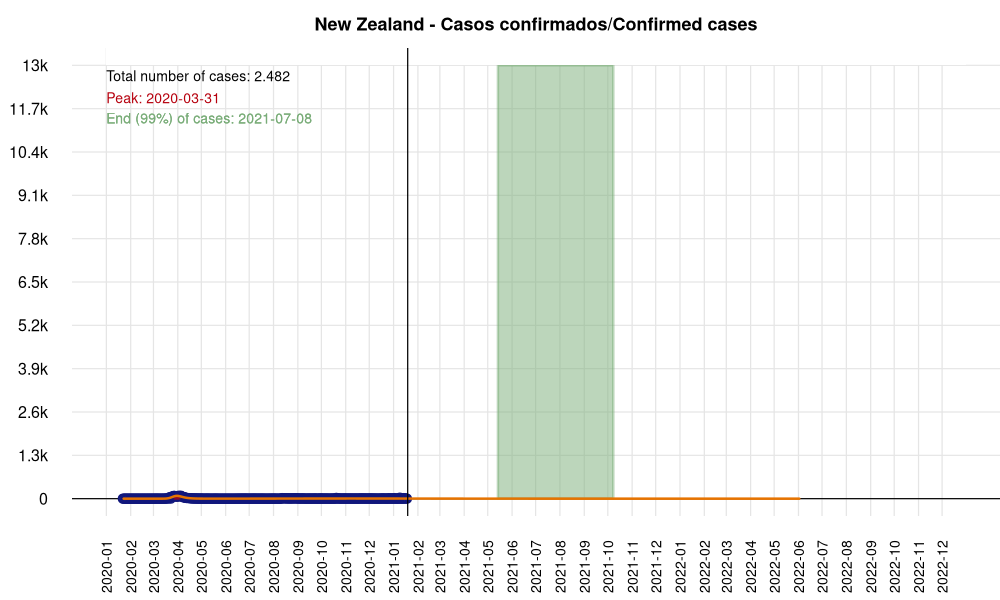 New Zealand - Casos confirmados/Confirmed cases
13k
Total number of cases: 2.482
Peak: 2020-03-31
11.7k
End (99%) of cases: 2021-07-08
10.4k
9.1k
7.8k
6.5k
5.2k
3.9k
2.6k
1.3k
0
2020-01
2020-02
2020-03
2020-04
2020-05
2020-06
2020-07
2020-08
2020-09
2020-10
2020-11
2020-12
2021-01
2021-02
2021-03
2021-04
2021-05
2021-06
2021-07
2021-08
2021-09
2021-10
2021-11
2021-12
2022-01
2022-02
2022-03
2022-04
2022-05
2022-06
2022-07
2022-08
2022-09
2022-10
2022-11
2022-12